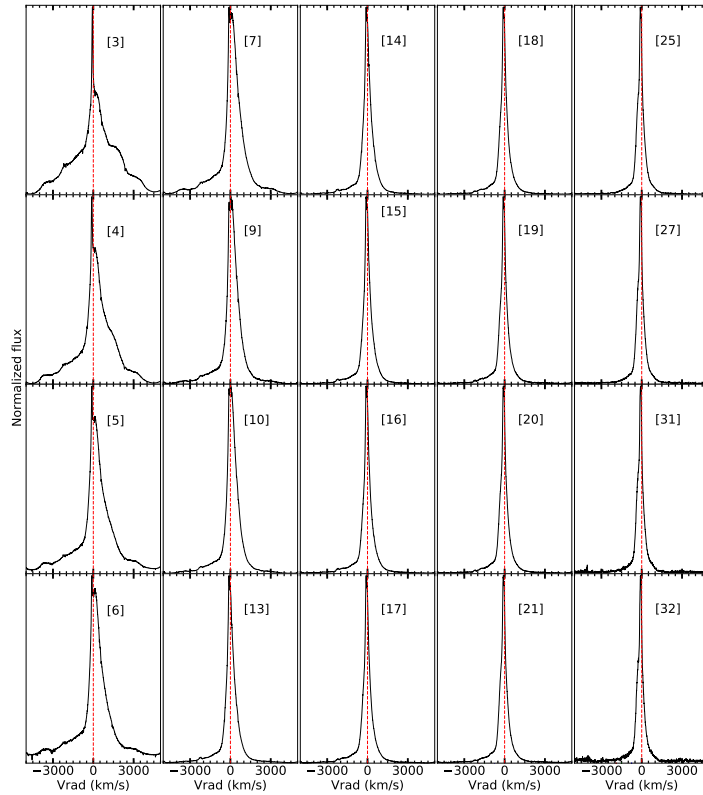 [3] [7] [14] [18] [25]
[4] [9] [15] [19] [27]
[5] [10] [16] [20] [31]
[6] [13] [17] [21] [32]
Normalized flux
−3000 0 3000 −3000 0 3000 −3000 0 3000 −3000 0 3000 −3000 0 3000
Vrad (km/s) Vrad (km/s) Vrad (km/s) Vrad (km/s) Vrad (km/s)